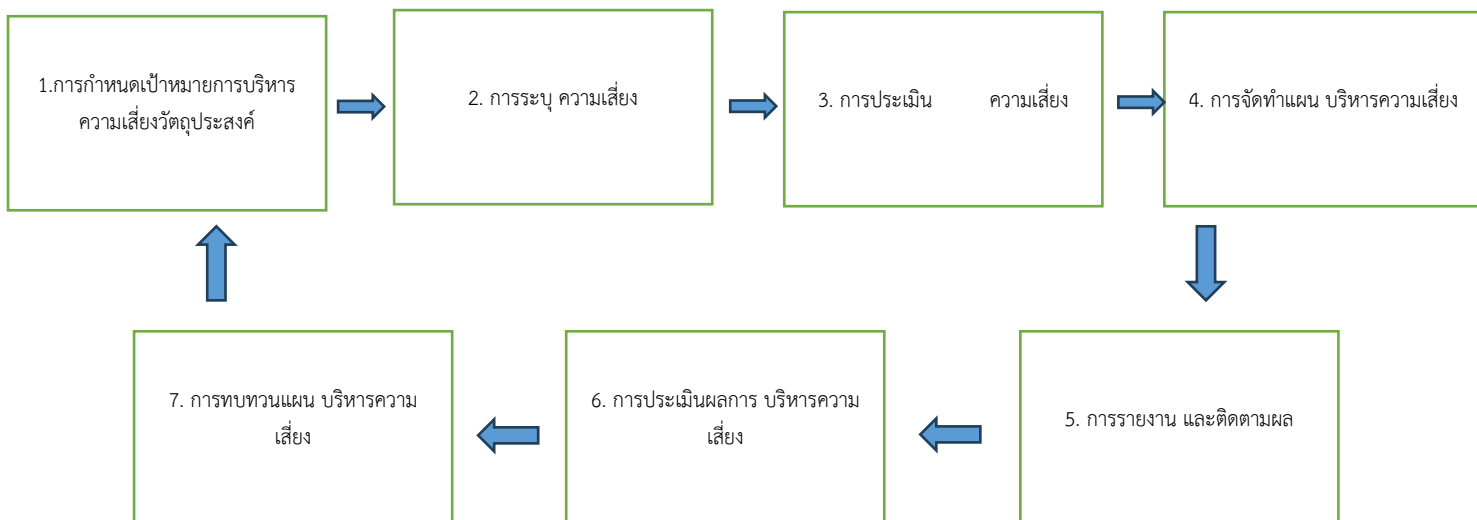 1.การกำหนดเป้าหมายการบริหาร
ความเสี่ยงวัตถุประสงค์
2. การระบุ ความเสี่ยง
3. การประเมิน ความเสี่ยง
4. การจัดทำแผน บริหารความเสี่ยง
5. การรายงาน และติดตามผล
6. การประเมินผลการ บริหารความ
เสี่ยง
7. การทบทวนแผน บริหารความ
เสี่ยง